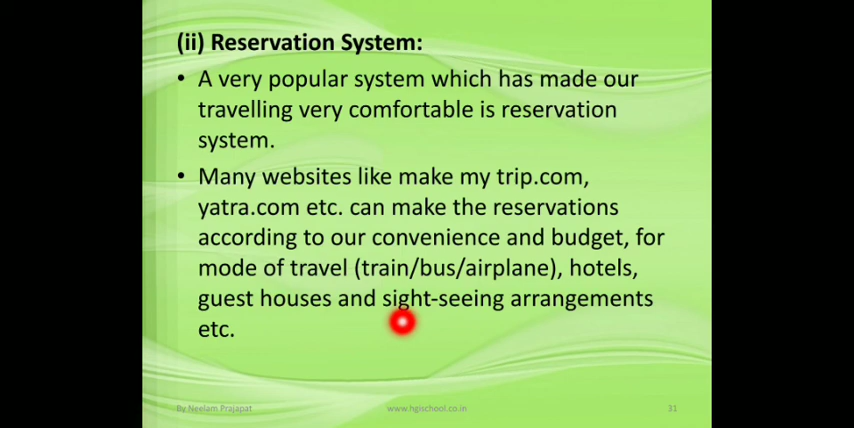 (ii) Reservation System:
• A very popular system which has made our
travelling very comfortable is reservation
system.
• Many websites like make my trip.com,
yatra.com etc. can make the reservations
according to our convenience and budget, for
mode of travel (train/bus/airplane), hotels,
guest houses and sight-seeing arrangements
etc.
By Neelam Prajapat www.hgischool.co.in 31